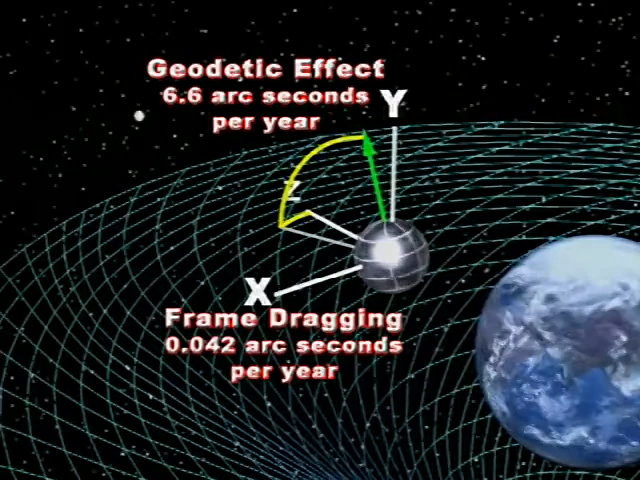 Geodetic Effect
6.6 arc seconds
per year
Y
Z
X
Frame Dragging
0.042 arc seconds
per year